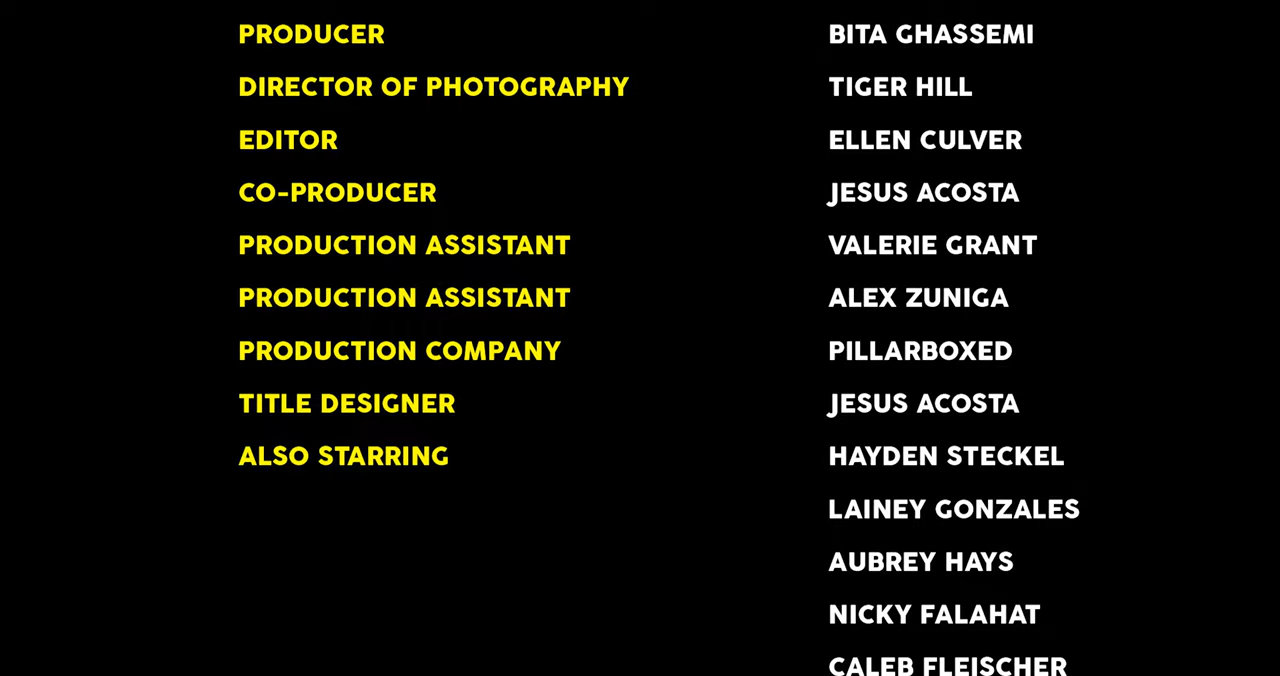 PRODUCER BITA GHASSEMI
DIRECTOR OF PHOTOGRAPHY TIGER HILL
EDITOR ELLEN CULVER
CO-PRODUCER JESUS ACOSTA
PRODUCTION ASSISTANT VALERIE GRANT
PRODUCTION ASSISTANT ALEX ZUNIGA
PRODUCTION COMPANY PILLARBOXED
TITLE DESIGNER JESUS ACOSTA
ALSO STARRING HAYDEN STECKEL
LAINEY GONZALES
AUBREY HAYS
NICKY FALAHAT
CALEB FLEISCHER